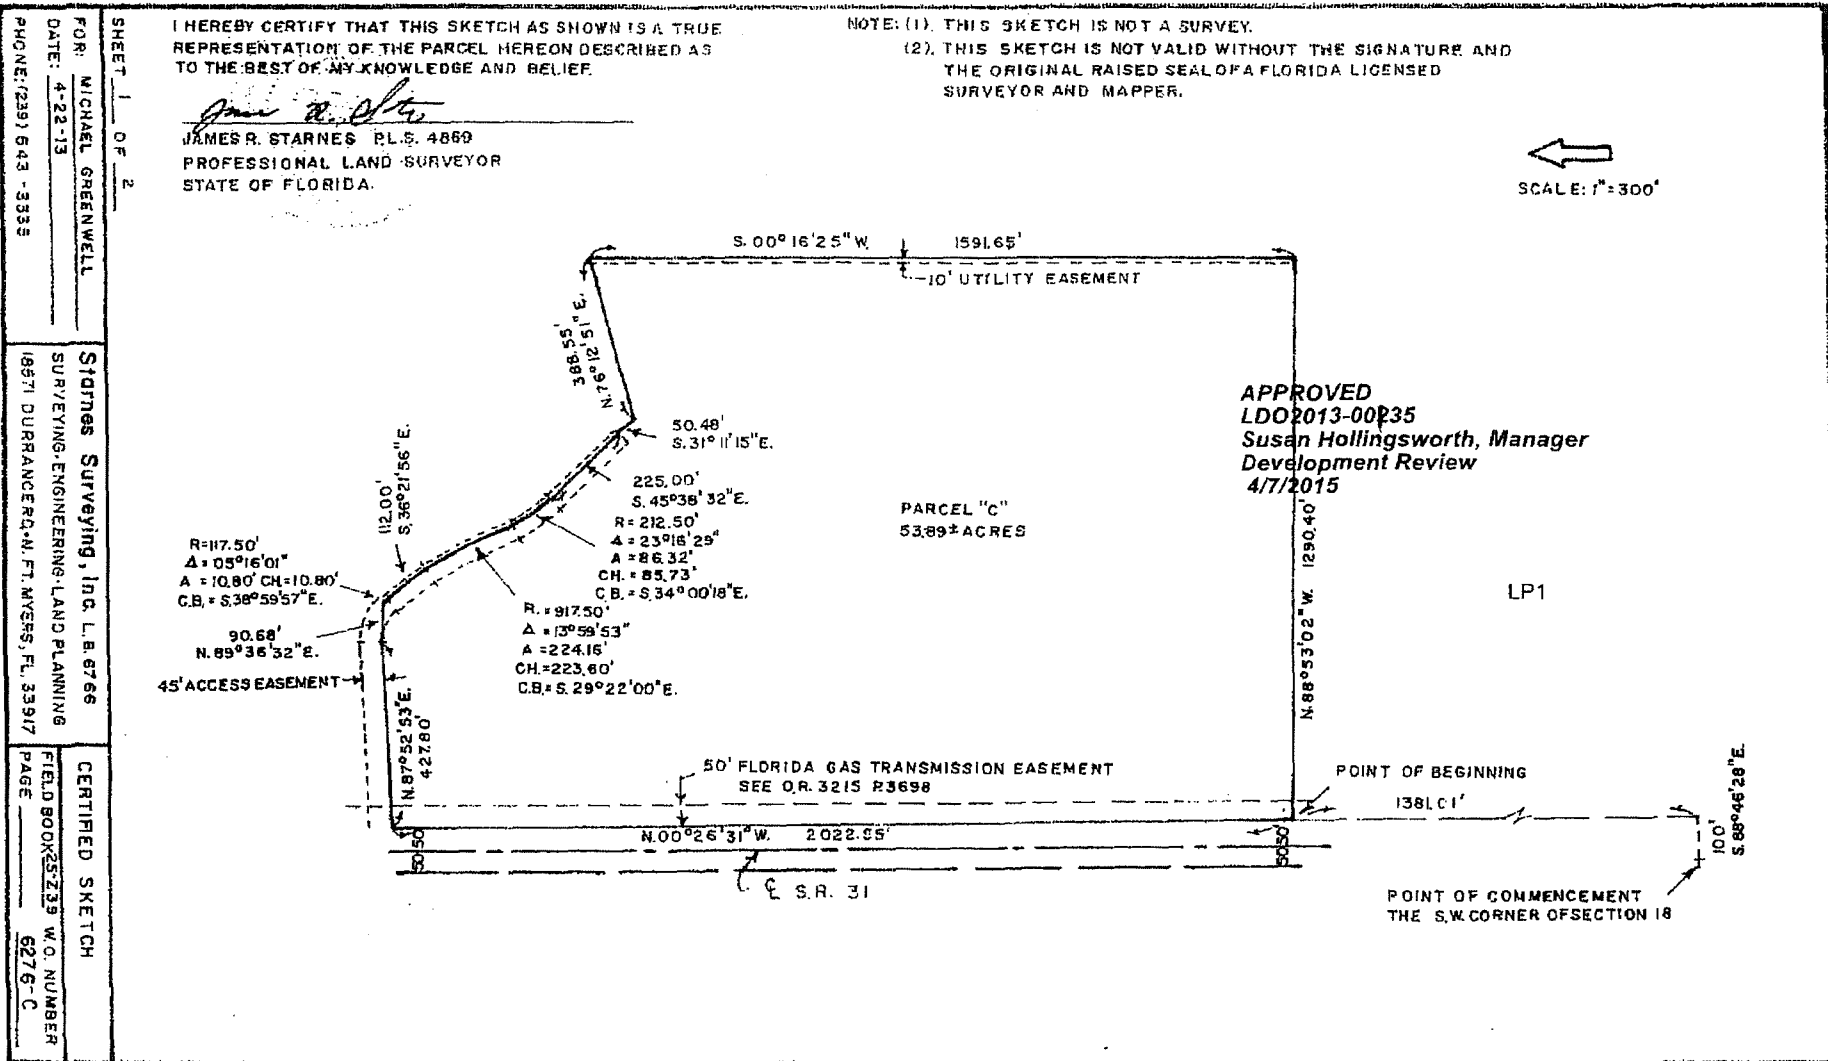 I HEREBY CERTIFY THAT THIS SKETCH AS SHOWN IS A TRUE
REPRESENTATION OF THE PARCEL HEREON DESCRIBED AS
TO THE BEST OF MY KNOWLEDGE AND BELIEF.
JAMES R. STARNES P.L.S. 4869
PROFESSIONAL LAND SURVEYOR
STATE OF FLORIDA.
NOTE: (1). THIS SKETCH IS NOT A SURVEY.
(2). THIS SKETCH IS NOT VALID WITHOUT THE SIGNATURE AND
THE ORIGINAL RAISED SEAL OF A FLORIDA LICENSED
SURVEYOR AND MAPPER.
SCALE: 1"=300'
SHEET 1 OF 2
FOR: MICHAEL GREENWELL
DATE: 4-22-13
PHONE: (239) 643-3335
Starnes Surveying, Inc. L.B. 6766
SURVEYING-ENGINEERING-LAND PLANNING
18571 DURRANCE RD. N. FT. MYERS, FL. 33917
CERTIFIED SKETCH
FIELD BOOK 25-Z39 W.O. NUMBER
PAGE 6276-C
S. 00°16'25" W. 1591.65'
10' UTILITY EASEMENT
388.55'
N.76°12'51" E.
50.48'
S.31°11'15"E.
225.00'
S.45°38'32"E.
R=212.50'
Δ=23°16'29"
A=86.32'
CH.=85.73'
C.B.=S.34°00'18"E.
112.00'
S.36°21'56"E.
R=117.50'
Δ=05°16'01"
A=10.80' CH=10.80'
C.B.=S.38°59'57"E.
R.=917.50'
Δ=13°59'53"
A=224.16'
CH.=223.60'
C.B.=S.29°22'00"E.
90.68'
N.89°36'32"E.
45' ACCESS EASEMENT
N.87°52'53"E.
427.80'
PARCEL "C"
53.89± ACRES
APPROVED
LDO2013-00235
Susan Hollingsworth, Manager
Development Review
4/7/2015
N.88°53'02"W. 1290.40'
LP1
50' FLORIDA GAS TRANSMISSION EASEMENT
SEE O.R. 3215 P.3698
POINT OF BEGINNING
1381.01'
N.00°26'31"W. 2022.95'
50.50'
50.50'
℄ S.R. 31
100'
S.88°46'28"E.
POINT OF COMMENCEMENT
THE S.W. CORNER OF SECTION 18